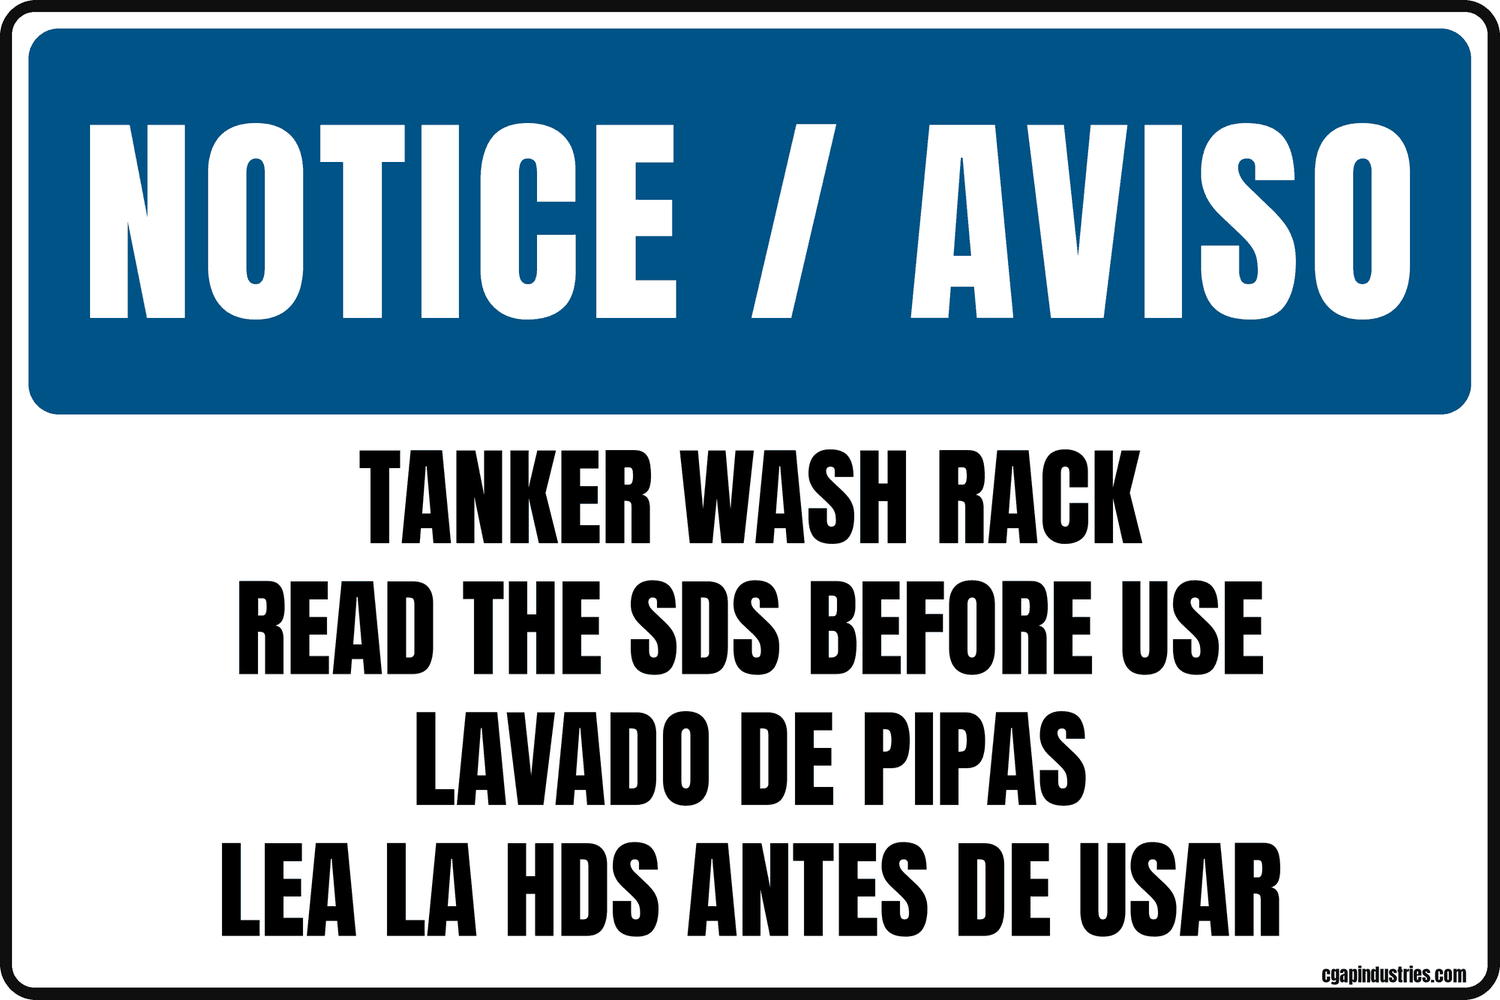 NOTICE / AVISO
TANKER WASH RACK
READ THE SDS BEFORE USE
LAVADO DE PIPAS
LEA LA HDS ANTES DE USAR
cgapindustries.com